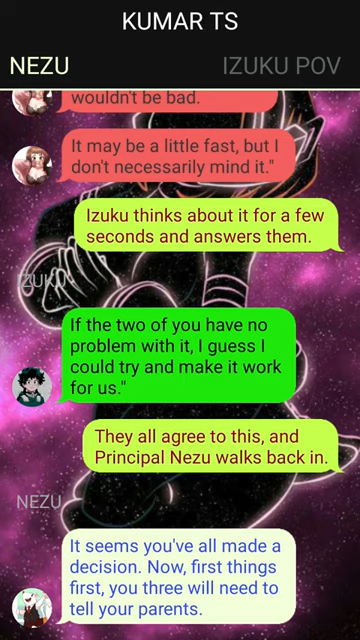 KUMAR TS
NEZU
IZUKU POV
wouldn't be bad.
It may be a little fast, but I
don't necessarily mind it."
Izuku thinks about it for a few
seconds and answers them.
IZUKU
If the two of you have no
problem with it, I guess I
could try and make it work
for us."
They all agree to this, and
Principal Nezu walks back in.
NEZU
It seems you've all made a
decision. Now, first things
first, you three will need to
tell your parents.